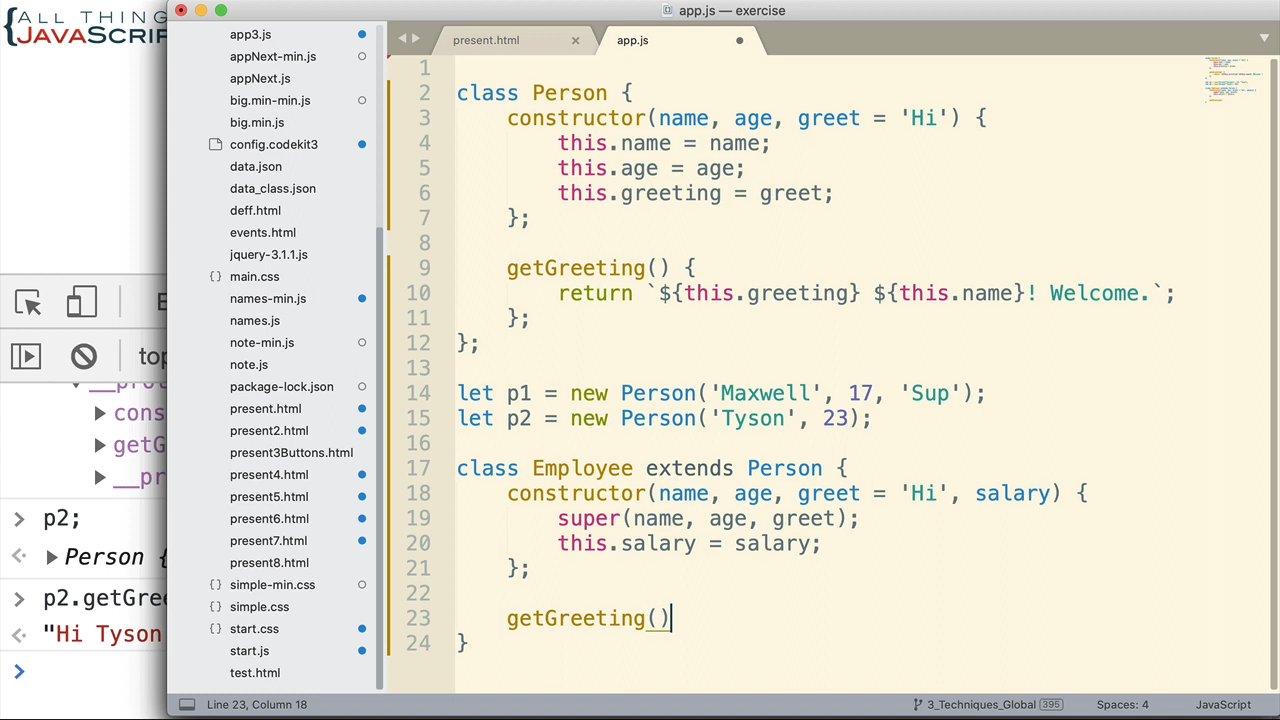 ALL THING
JAVASCRIP
app.js — exercise
present.html
app.js
app3.js
appNext-min.js
appNext.js
big.min-min.js
big.min.js
config.codekit3
data.json
data_class.json
deff.html
events.html
jquery-3.1.1.js
main.css
names-min.js
names.js
note-min.js
note.js
package-lock.json
present.html
present2.html
present3Buttons.html
present4.html
present5.html
present6.html
present7.html
present8.html
simple-min.css
simple.css
start.css
start.js
test.html
top
cons
getG
__pr
p2;
Person {
p2.getGree
"Hi Tyson
1
2 class Person {
3 constructor(name, age, greet = 'Hi') {
4 this.name = name;
5 this.age = age;
6 this.greeting = greet;
7 };
8
9 getGreeting() {
10 return `${this.greeting} ${this.name}! Welcome.`;
11 };
12 };
13
14 let p1 = new Person('Maxwell', 17, 'Sup');
15 let p2 = new Person('Tyson', 23);
16
17 class Employee extends Person {
18 constructor(name, age, greet = 'Hi', salary) {
19 super(name, age, greet);
20 this.salary = salary;
21 };
22
23 getGreeting()
24 }
Line 23, Column 18
3_Techniques_Global 395
Spaces: 4
JavaScript